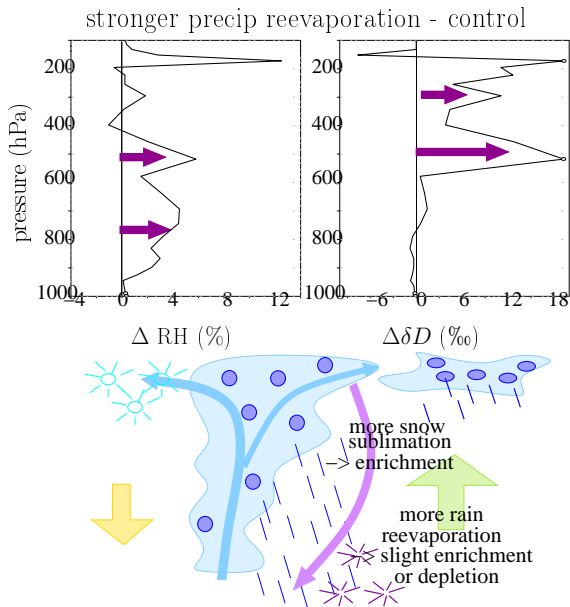 stronger precip reevaporation - control
pressure (hPa)
200
400
600
800
1000
−4
0
4
8
12
200
400
600
800
1000
−6
0
6
12
18
Δ RH (%)
ΔδD (‰)
more snow
sublimation
−> enrichment
more rain
reevaporation
−> slight enrichment
or depletion